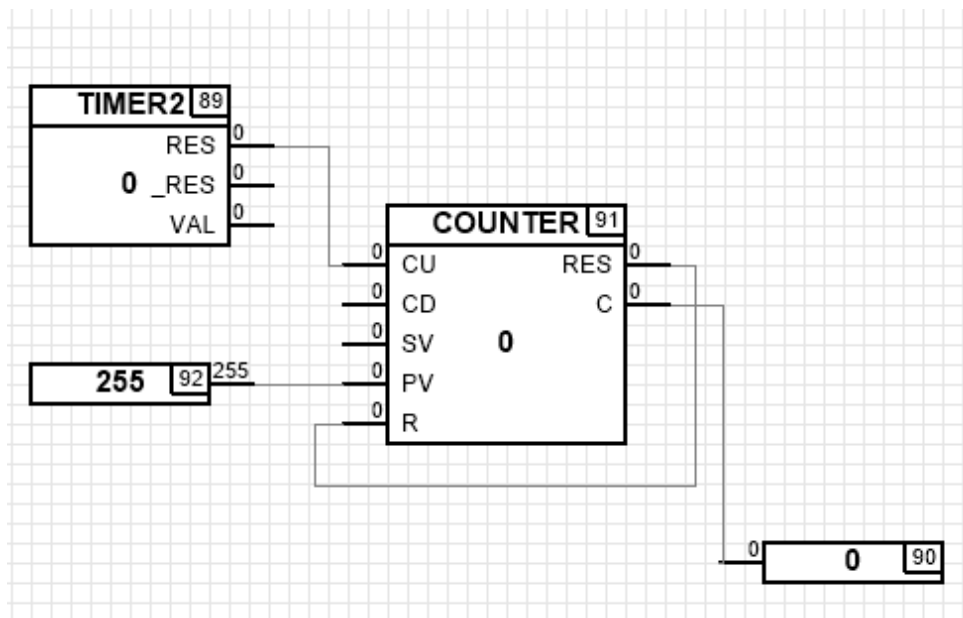 TIMER2 89
RES 0
0 _RES 0
VAL 0
COUNTER 91
0 CU RES 0
0 CD C 0
0 SV 0
255 92 255 0 PV
0 R
0 0 90